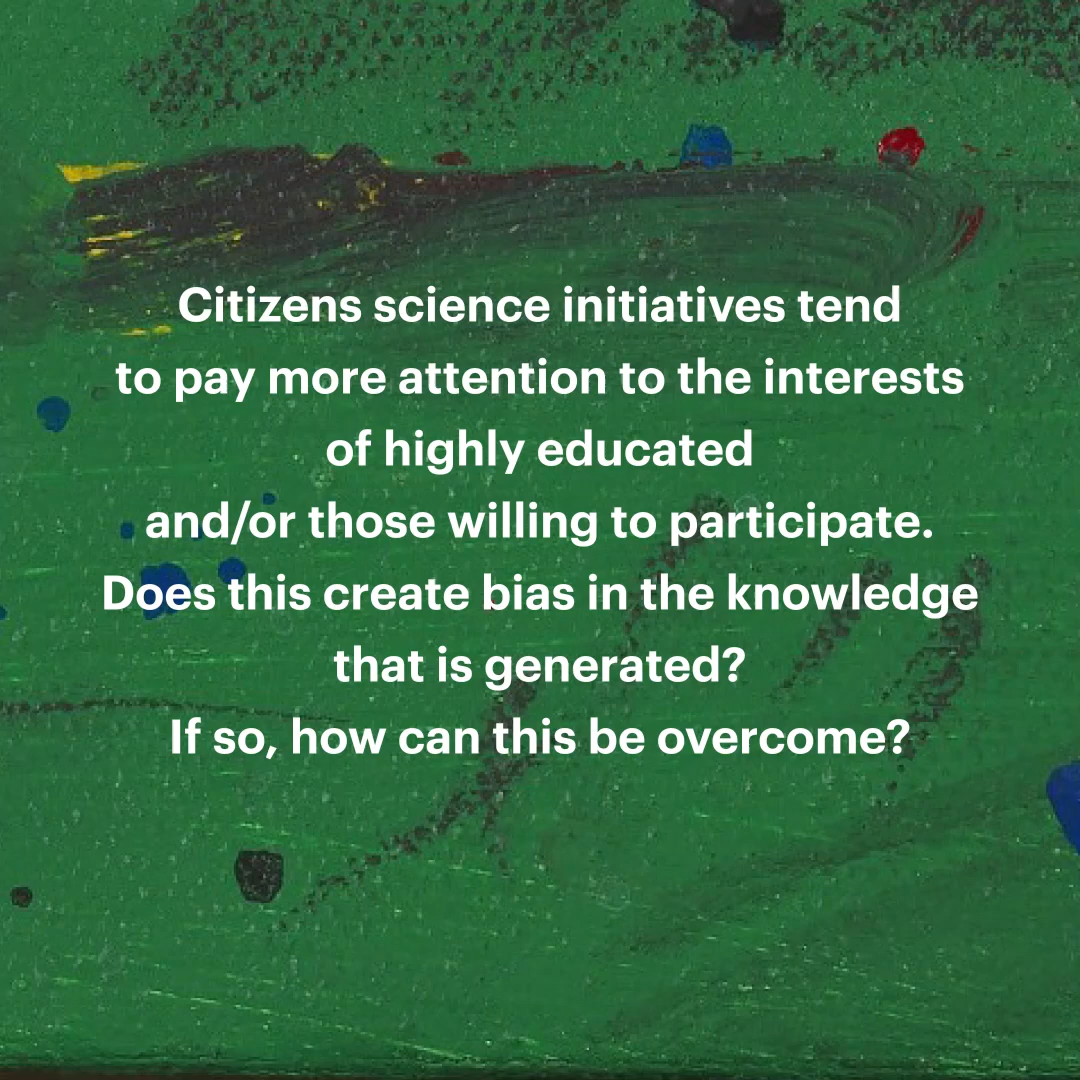 Citizens science initiatives tend
to pay more attention to the interests
of highly educated
and/or those willing to participate.
Does this create bias in the knowledge
that is generated?
If so, how can this be overcome?